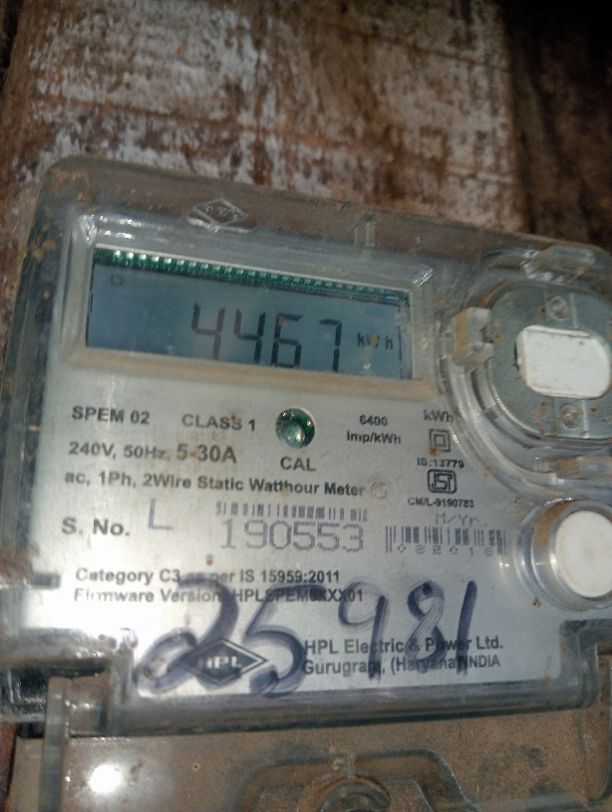 4467 kWh
SPEM 02 CLASS 1 6400 imp/kWh kWh
240V, 50Hz, 5-30A CAL IS:13779
ac, 1Ph, 2Wire Static Watthour Meter CM/L-9190783
S. No. L 190553 M/Yr.
082018
Category C3 as per IS 15959:2011
Firmware Version:
25981
HPL HPL Electric & Power Ltd.
Gurugram, (Haryana) INDIA